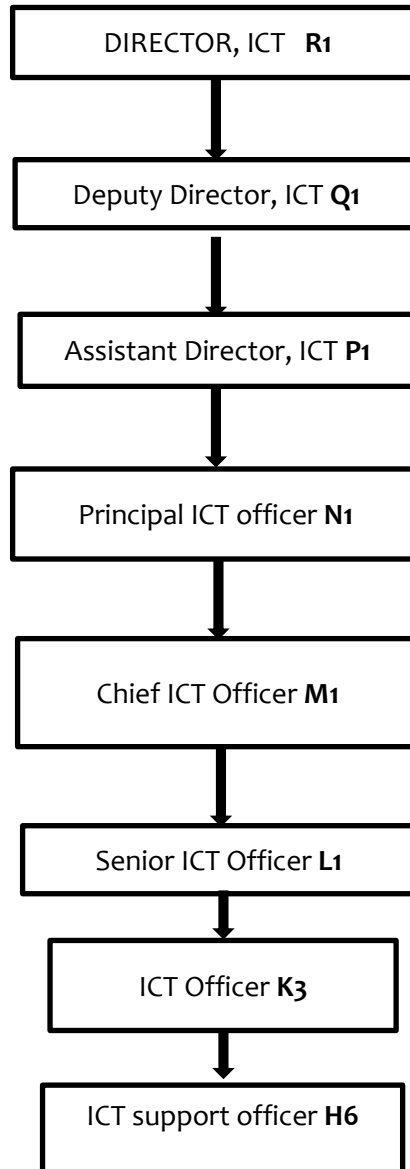 DIRECTOR, ICT R1
Deputy Director, ICT Q1
Assistant Director, ICT P1
Principal ICT officer N1
Chief ICT Officer M1
Senior ICT Officer L1
ICT Officer K3
ICT support officer H6